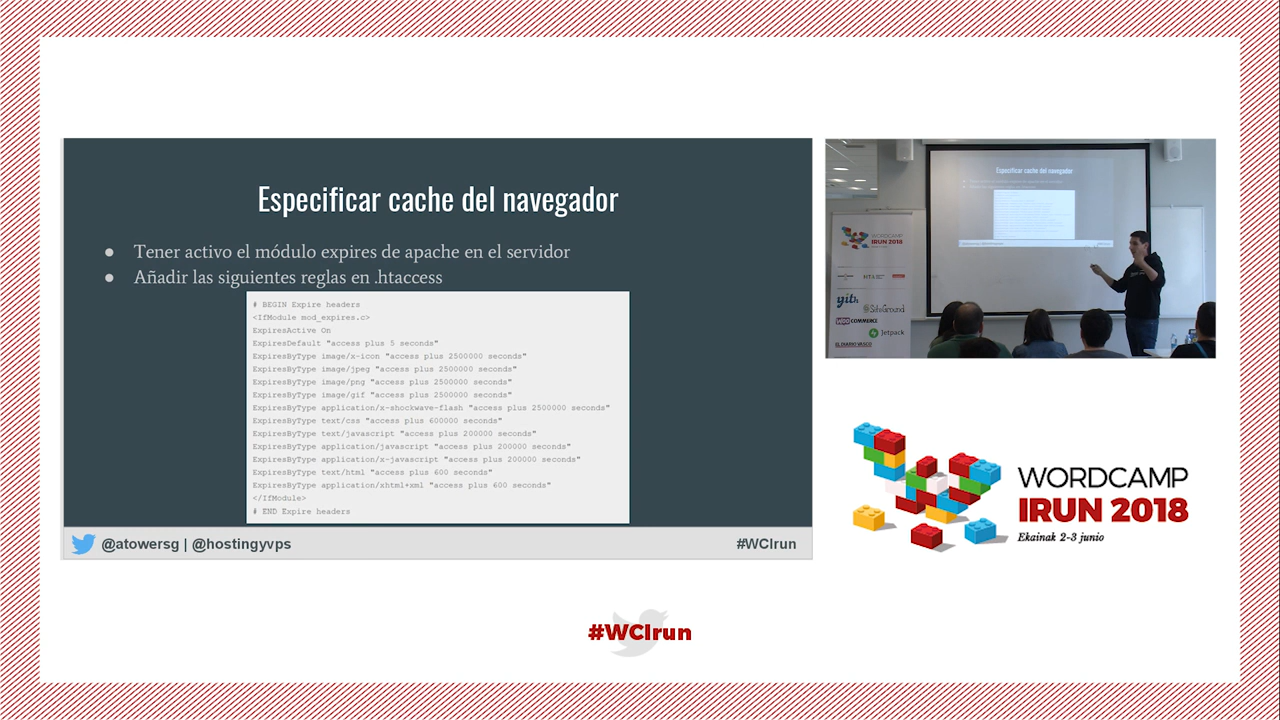 Especificar cache del navegador
● Tener activo el módulo expires de apache en el servidor
● Añadir las siguientes reglas en .htaccess
# BEGIN Expire headers
<IfModule mod_expires.c>
ExpiresActive On
ExpiresDefault "access plus 5 seconds"
ExpiresByType image/x-icon "access plus 2500000 seconds"
ExpiresByType image/jpeg "access plus 2500000 seconds"
ExpiresByType image/png "access plus 2500000 seconds"
ExpiresByType image/gif "access plus 2500000 seconds"
ExpiresByType application/x-shockwave-flash "access plus 2500000 seconds"
ExpiresByType text/css "access plus 600000 seconds"
ExpiresByType text/javascript "access plus 200000 seconds"
ExpiresByType application/javascript "access plus 200000 seconds"
ExpiresByType application/x-javascript "access plus 200000 seconds"
ExpiresByType text/html "access plus 600 seconds"
ExpiresByType application/xhtml+xml "access plus 600 seconds"
</IfModule>
# END Expire headers
@atowersg | @hostingyvps
#WCIrun
Especificar cache del navegador
WORDCAMP
IRUN 2018
yith
SiteGround
WOO COMMERCE
Jetpack
EL DIARIO VASCO
WORDCAMP
IRUN 2018
Ekainak 2-3 junio
#WCIrun